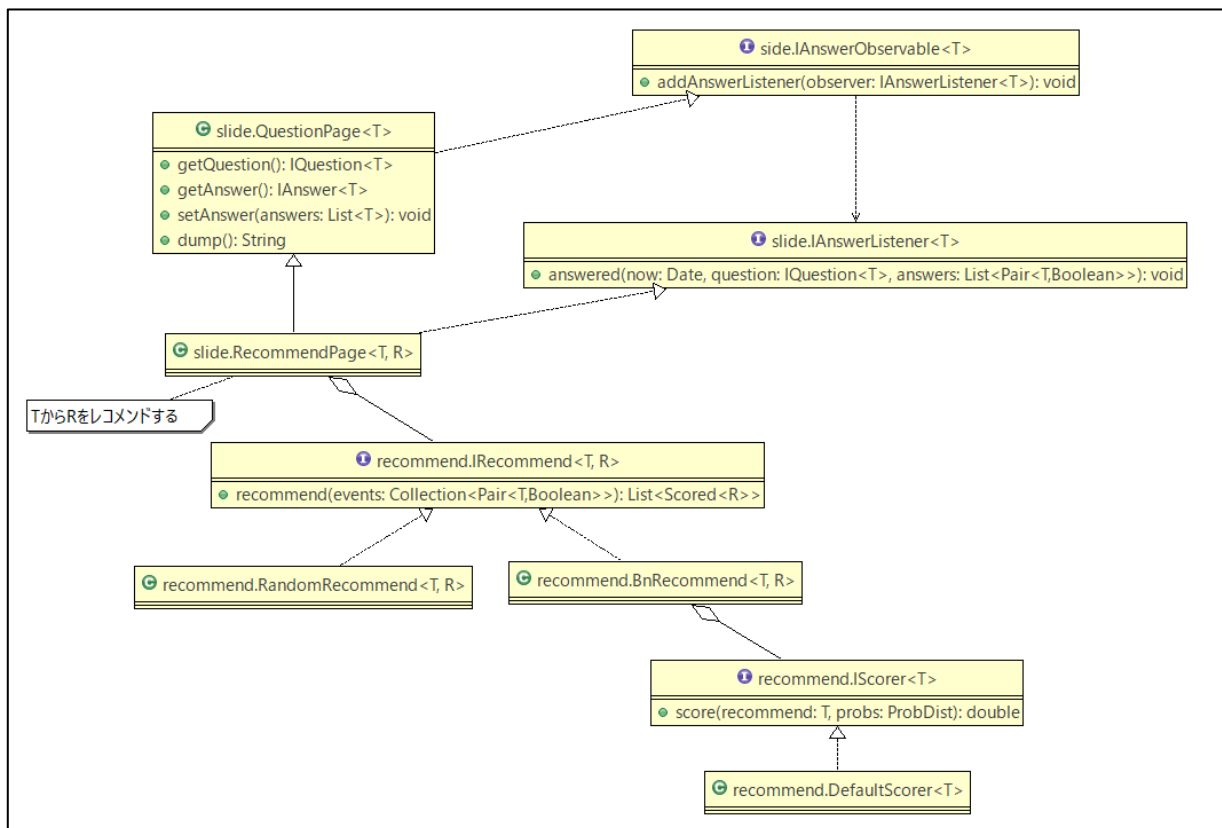 side.IAnswerObservable<T>
addAnswerListener(observer: IAnswerListener<T>): void
slide.QuestionPage<T>
getQuestion(): IQuestion<T>
getAnswer(): IAnswer<T>
setAnswer(answers: List<T>): void
dump(): String
slide.IAnswerListener<T>
answered(now: Date, question: IQuestion<T>, answers: List<Pair<T,Boolean>>): void
slide.RecommendPage<T, R>
TからRをレコメンドする
recommend.IRecommend<T, R>
recommend(events: Collection<Pair<T,Boolean>>): List<Scored<R>>
recommend.RandomRecommend<T, R>
recommend.BnRecommend<T, R>
recommend.IScorer<T>
score(recommend: T, probs: ProbDist): double
recommend.DefaultScorer<T>